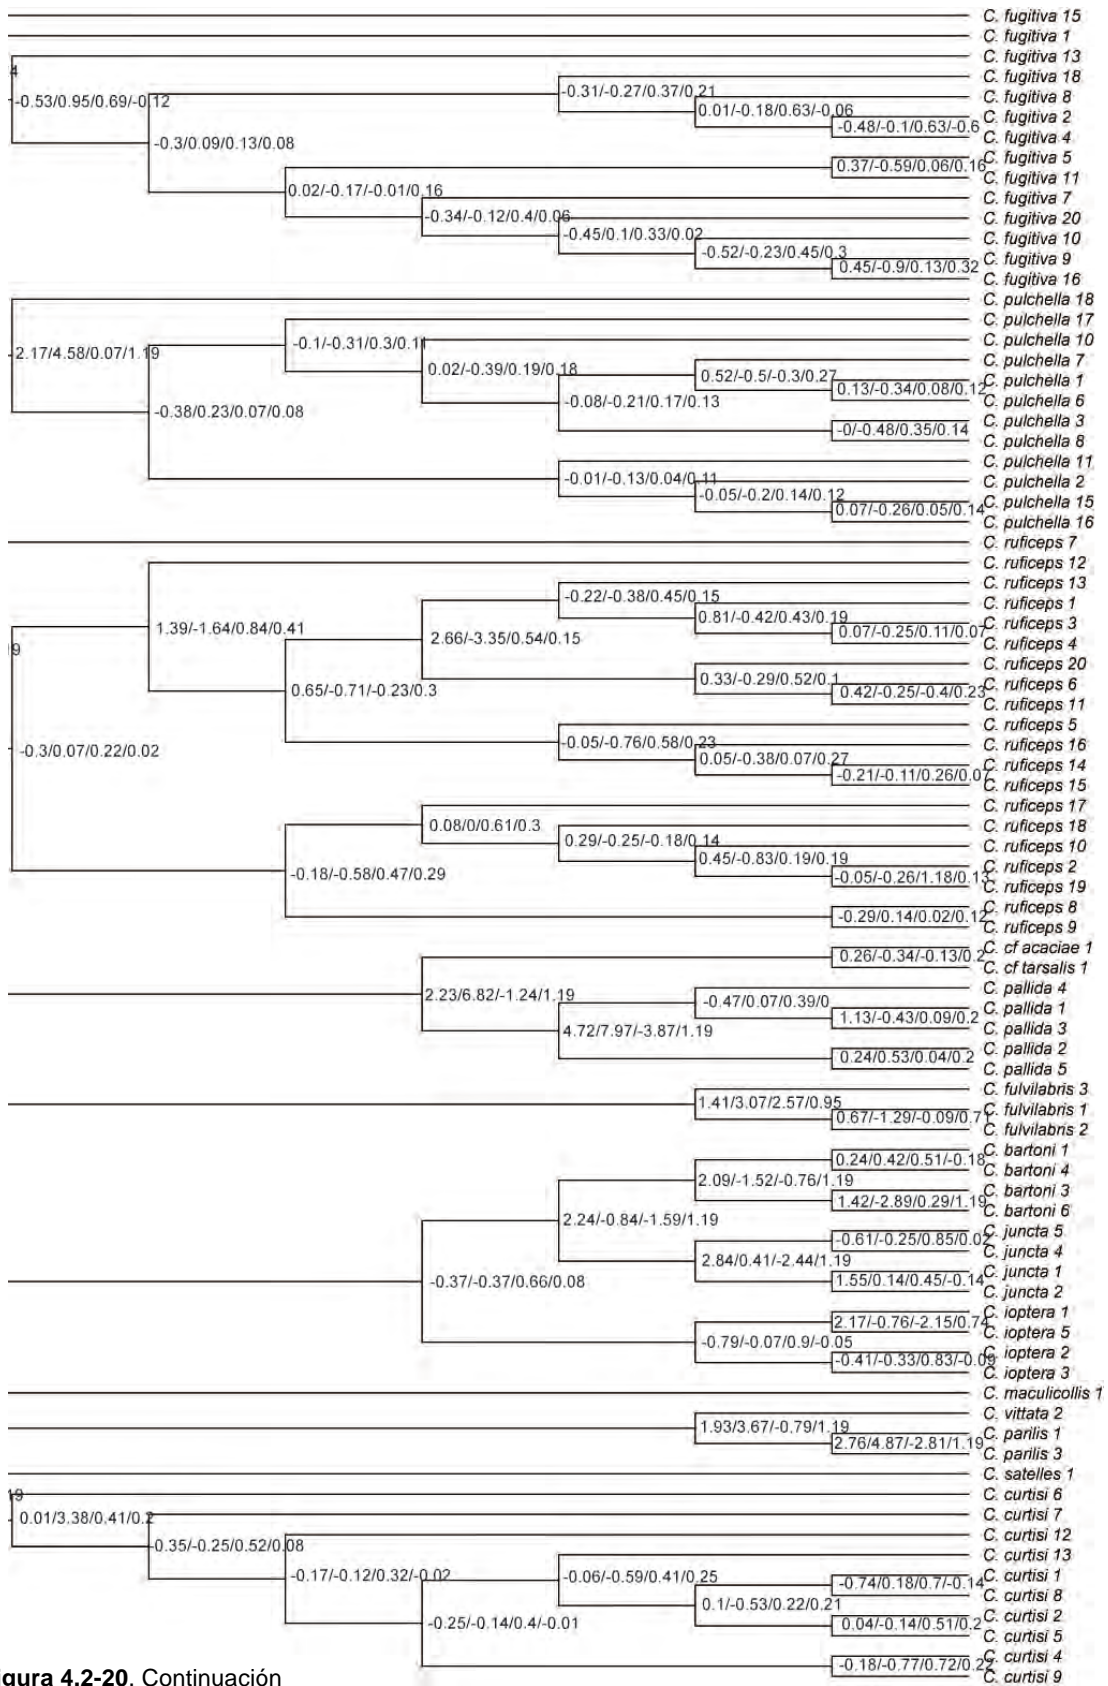 C. fugitiva 15
C. fugitiva 1
C. fugitiva 13
4
C. fugitiva 18
-0.31/-0.27/0.37/0.21
C. fugitiva 8
-0.53/0.95/0.69/-0.12
0.01/-0.18/0.63/-0.06
C. fugitiva 2
-0.48/-0.1/0.63/-0.6
C. fugitiva 4
-0.3/0.09/0.13/0.08
C. fugitiva 5
0.37/-0.59/0.06/0.16
C. fugitiva 11
0.02/-0.17/-0.01/0.16
C. fugitiva 7
-0.34/-0.12/0.4/0.06
C. fugitiva 20
-0.45/0.1/0.33/0.02
C. fugitiva 10
-0.52/-0.23/0.45/0.3
C. fugitiva 9
0.45/-0.9/0.13/0.32
C. fugitiva 16
C. pulchella 18
C. pulchella 17
-0.1/-0.31/0.3/0.11
C. pulchella 10
2.17/4.58/0.07/1.19
C. pulchella 7
0.02/-0.39/0.19/0.18
0.52/-0.5/-0.3/0.27
C. pulchella 1
0.13/-0.34/0.08/0.12
C. pulchella 6
-0.08/-0.21/0.17/0.13
-0.38/0.23/0.07/0.08
C. pulchella 3
-0/-0.48/0.35/0.14
C. pulchella 8
C. pulchella 11
-0.01/-0.13/0.04/0.11
C. pulchella 2
-0.05/-0.2/0.14/0.12
C. pulchella 15
0.07/-0.26/0.05/0.14
C. pulchella 16
C. ruficeps 7
C. ruficeps 12
C. ruficeps 13
-0.22/-0.38/0.45/0.15
C. ruficeps 1
0.81/-0.42/0.43/0.19
C. ruficeps 3
1.39/-1.64/0.84/0.41
0.07/-0.25/0.11/0.07
2.66/-3.35/0.54/0.15
C. ruficeps 4
9
C. ruficeps 20
0.33/-0.29/0.52/0.1
C. ruficeps 6
0.65/-0.71/-0.23/0.3
0.42/-0.25/-0.4/0.23
C. ruficeps 11
C. ruficeps 5
-0.05/-0.76/0.58/0.23
C. ruficeps 16
-0.3/0.07/0.22/0.02
0.05/-0.38/0.07/0.27
C. ruficeps 14
-0.21/-0.11/0.26/0.07
C. ruficeps 15
C. ruficeps 17
0.08/0/0.61/0.3
C. ruficeps 18
0.29/-0.25/-0.18/0.14
C. ruficeps 10
0.45/-0.83/0.19/0.19
C. ruficeps 2
-0.18/-0.58/0.47/0.29
-0.05/-0.26/1.18/0.13
C. ruficeps 19
C. ruficeps 8
-0.29/0.14/0.02/0.12
C. ruficeps 9
C. cf acaciae 1
0.26/-0.34/-0.13/0.2
C. cf tarsalis 1
C. pallida 4
2.23/6.82/-1.24/1.19
-0.47/0.07/0.39/0
C. pallida 1
1.13/-0.43/0.09/0.2
C. pallida 3
4.72/7.97/-3.87/1.19
C. pallida 2
0.24/0.53/0.04/0.2
C. pallida 5
C. fulvilabris 3
1.41/3.07/2.57/0.95
C. fulvilabris 1
0.67/-1.29/-0.09/0.71
C. fulvilabris 2
C. bartoni 1
0.24/0.42/0.51/-0.18
C. bartoni 4
2.09/-1.52/-0.76/1.19
C. bartoni 3
1.42/-2.89/0.29/1.19
C. bartoni 6
2.24/-0.84/-1.59/1.19
C. juncta 5
-0.61/-0.25/0.85/0.02
C. juncta 4
2.84/0.41/-2.44/1.19
C. juncta 1
-0.37/-0.37/0.66/0.08
1.55/0.14/0.45/-0.14
C. juncta 2
C. ioptera 1
2.17/-0.76/-2.15/0.74
C. ioptera 5
-0.79/-0.07/0.9/-0.05
C. ioptera 2
-0.41/-0.33/0.83/-0.09
C. ioptera 3
C. maculicollis 1
C. vittata 2
1.93/3.67/-0.79/1.19
C. parilis 1
2.76/4.87/-2.81/1.19
C. parilis 3
C. satelles 1
19
C. curtisi 6
0.01/3.38/0.41/0.2
C. curtisi 7
C. curtisi 12
-0.35/-0.25/0.52/0.08
C. curtisi 13
-0.17/-0.12/0.32/-0.02
-0.06/-0.59/0.41/0.25
C. curtisi 1
-0.74/0.18/0.7/-0.14
C. curtisi 8
0.1/-0.53/0.22/0.21
C. curtisi 2
-0.25/-0.14/0.4/-0.01
0.04/-0.14/0.51/0.2
C. curtisi 5
C. curtisi 4
-0.18/-0.77/0.72/0.22
C. curtisi 9
igura 4.2-20. Continuación